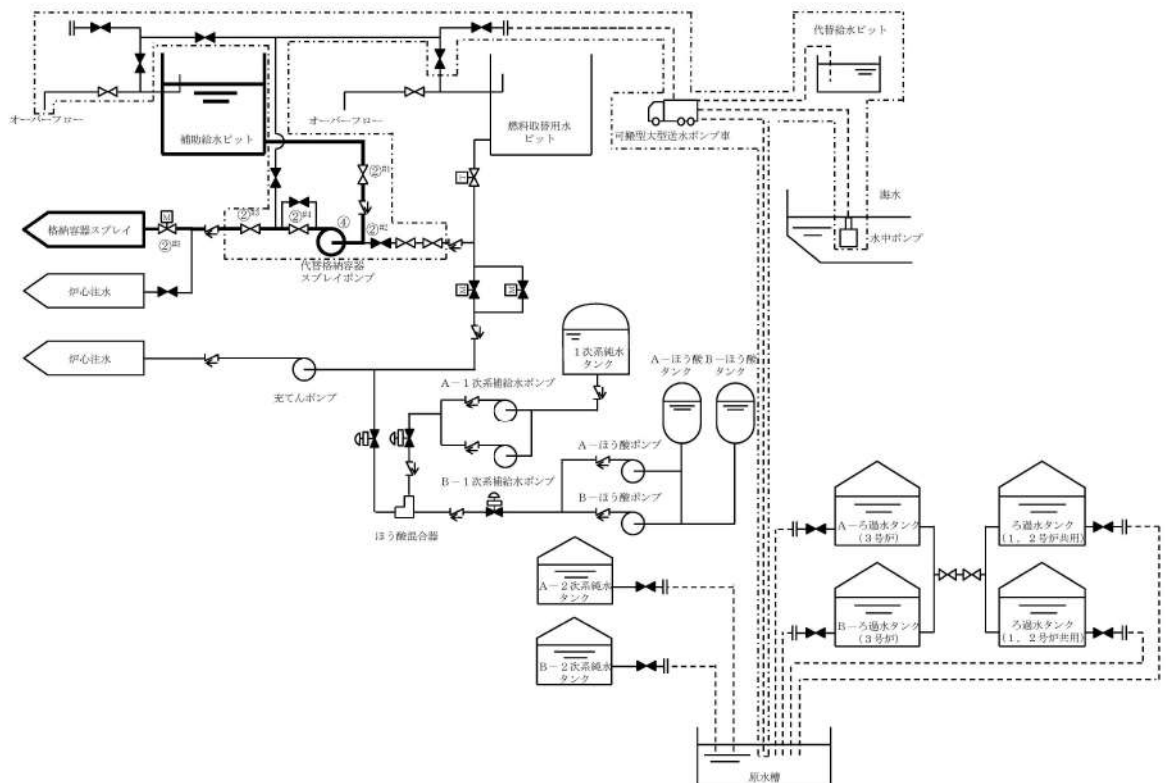 代替給水ピット
オーバーフロー
補助給水ピット
オーバーフロー
燃料取替用水
ピット
可搬型大型送水ポンプ車
海水
水中ポンプ
②
②
②
④
②
M
②
格納容器スプレイ
代替格納容器
スプレイポンプ
炉心注水
M
M
炉心注水
充てんポンプ
1次系純水
タンク
A-1次系補給水ポンプ
B-1次系補給水ポンプ
A-ほう酸
タンク
B-ほう酸
タンク
A-ほう酸ポンプ
B-ほう酸ポンプ
ほう酸混合器
A-2次系純水
タンク
B-2次系純水
タンク
A-ろ過水タンク
(3号炉)
ろ過水タンク
(1,2号炉共用)
B-ろ過水タンク
(3号炉)
ろ過水タンク
(1,2号炉共用)
原水槽